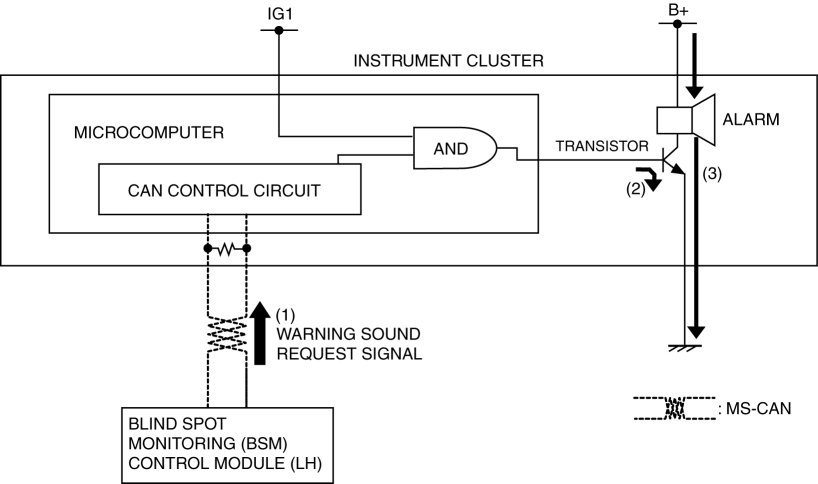 IG1
B+
INSTRUMENT CLUSTER
MICROCOMPUTER
ALARM
AND
TRANSISTOR
(2)
(3)
CAN CONTROL CIRCUIT
(1)
WARNING SOUND
REQUEST SIGNAL
: MS-CAN
BLIND SPOT
MONITORING (BSM)
CONTROL MODULE (LH)